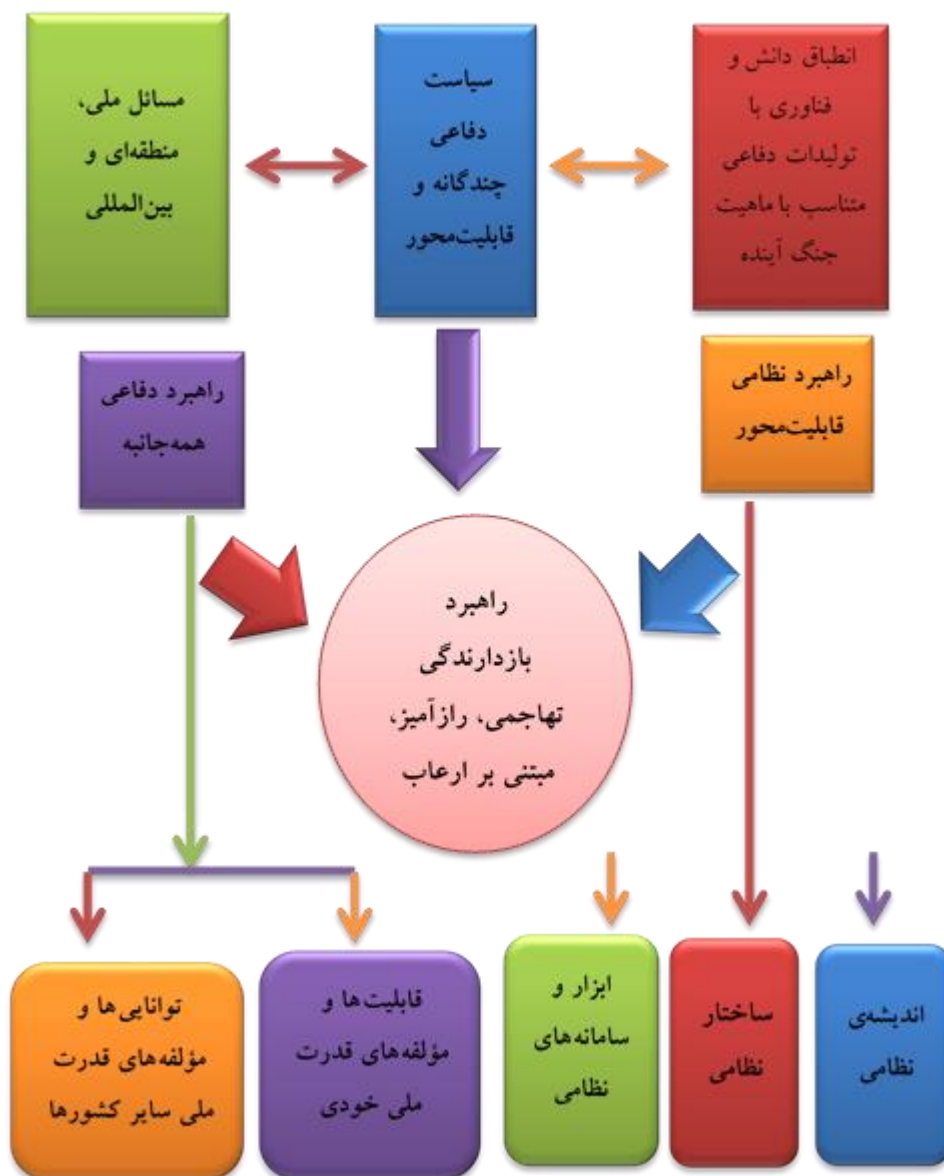 انطباق دانش و
فناوری با
تولیدات دفاعی
متناسب با ماهیت
جنگ آینده
سیاست
دفاعی
چندگانه و
قابلیت‌محور
مسائل ملی،
منطقه‌ای و
بین‌المللی
راهبرد نظامی
قابلیت‌محور
راهبرد دفاعی
همه‌جانبه
راهبرد
بازدارندگی
تهاجمی، رازآمیز،
مبتنی بر ارعاب
اندیشه‌ی
نظامی
ساختار
نظامی
ابزار و
سامانه‌های
نظامی
قابلیت‌ها و
مؤلفه‌های قدرت
ملی خودی
توانایی‌ها و
مؤلفه‌های قدرت
ملی سایر کشورها